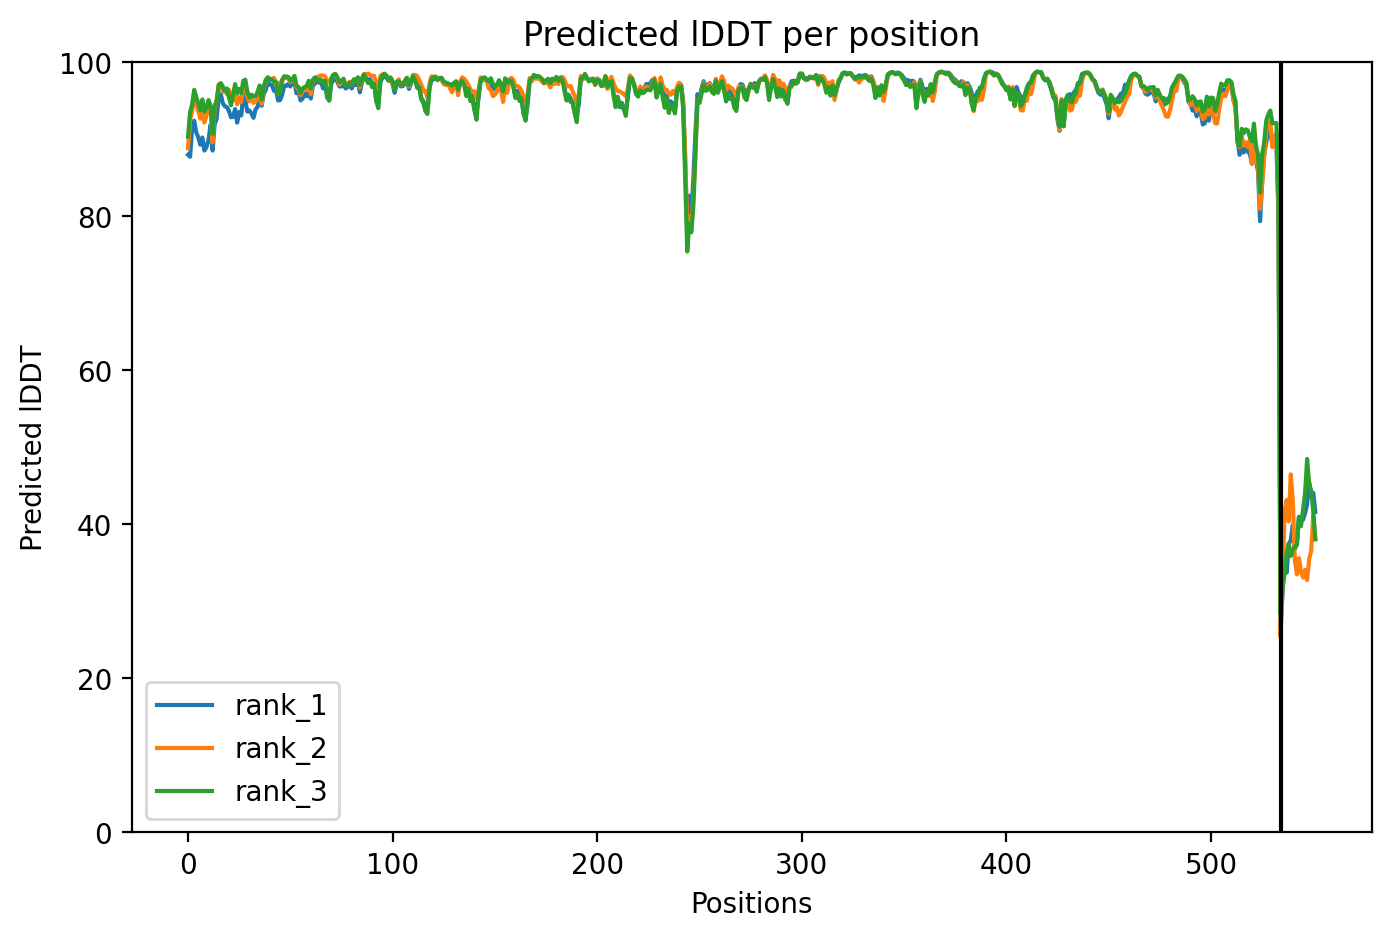 Predicted lDDT per position
100
80
60
40
20
0
Predicted lDDT
rank_1
rank_2
rank_3
0 100 200 300 400 500
Positions